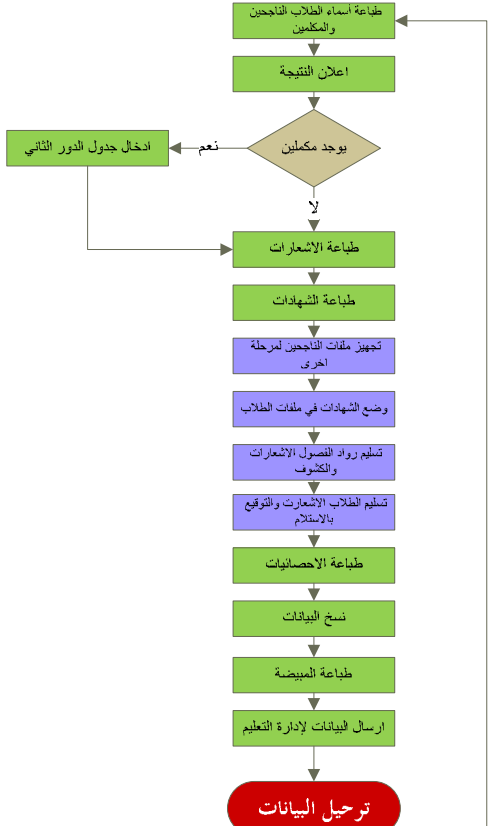 طباعة أسماء الطلاب الناجحين
والمكلمين
اعلان النتيجة
يوجد مكملين
نعم
ادخال جدول الدور الثاني
لا
طباعة الاشعارات
طباعة الشهادات
تجهيز ملفات الناجحين لمرحلة
اخرى
وضع الشهادات في ملفات الطلاب
تسليم رواد الفصول الاشعارات
والكشوف
تسليم الطلاب الاشعارت والتوقيع
بالاستلام
طباعة الاحصائيات
نسخ البيانات
طباعة المبيضة
ارسال البيانات لإدارة التعليم
ترحيل البيانات